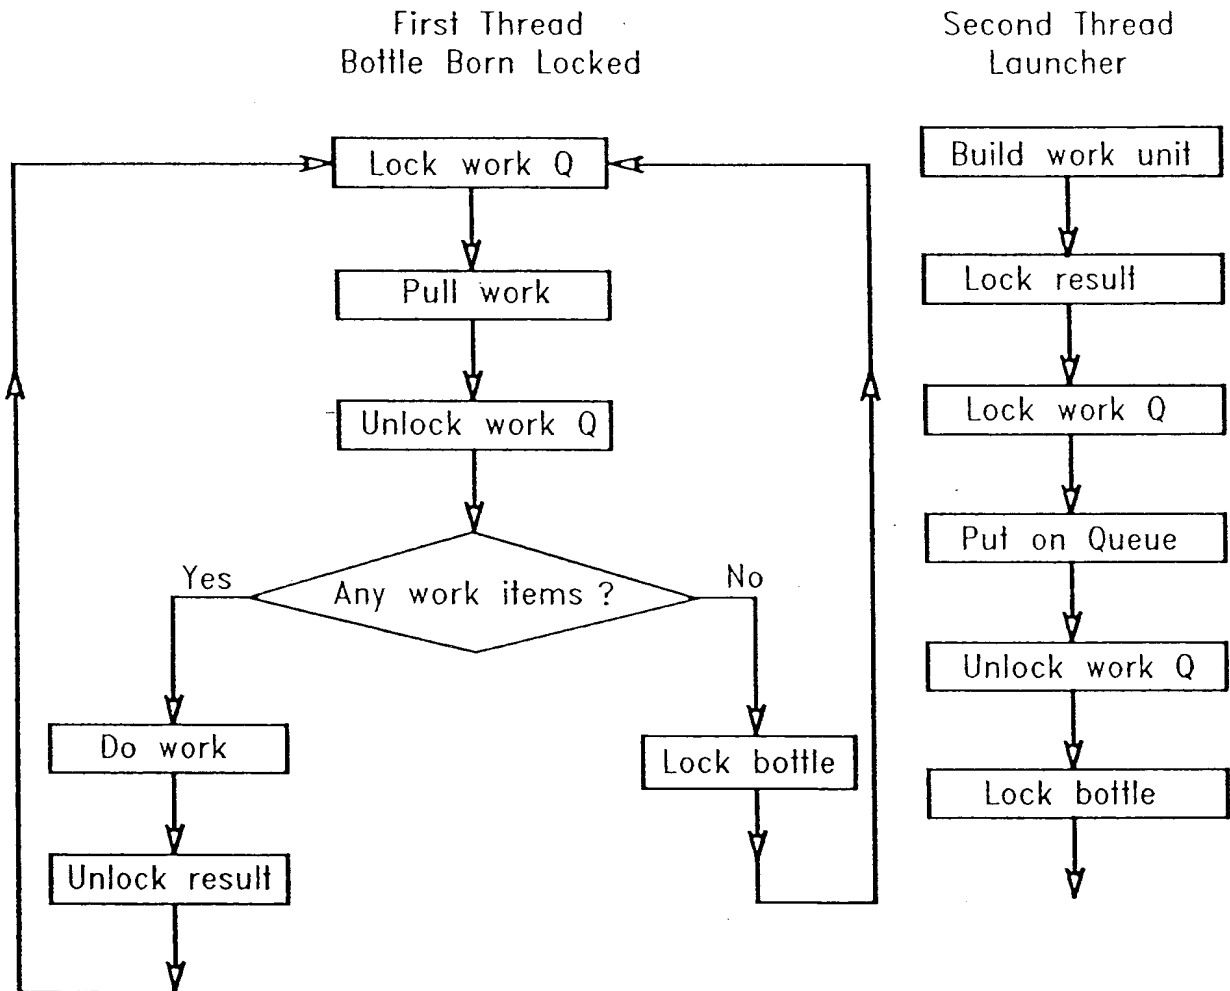 First Thread
Bottle Born Locked
Lock work Q
Pull work
Unlock work Q
Any work items ?
Yes
No
Do work
Unlock result
Lock bottle
Second Thread
Launcher
Build work unit
Lock result
Lock work Q
Put on Queue
Unlock work Q
Lock bottle